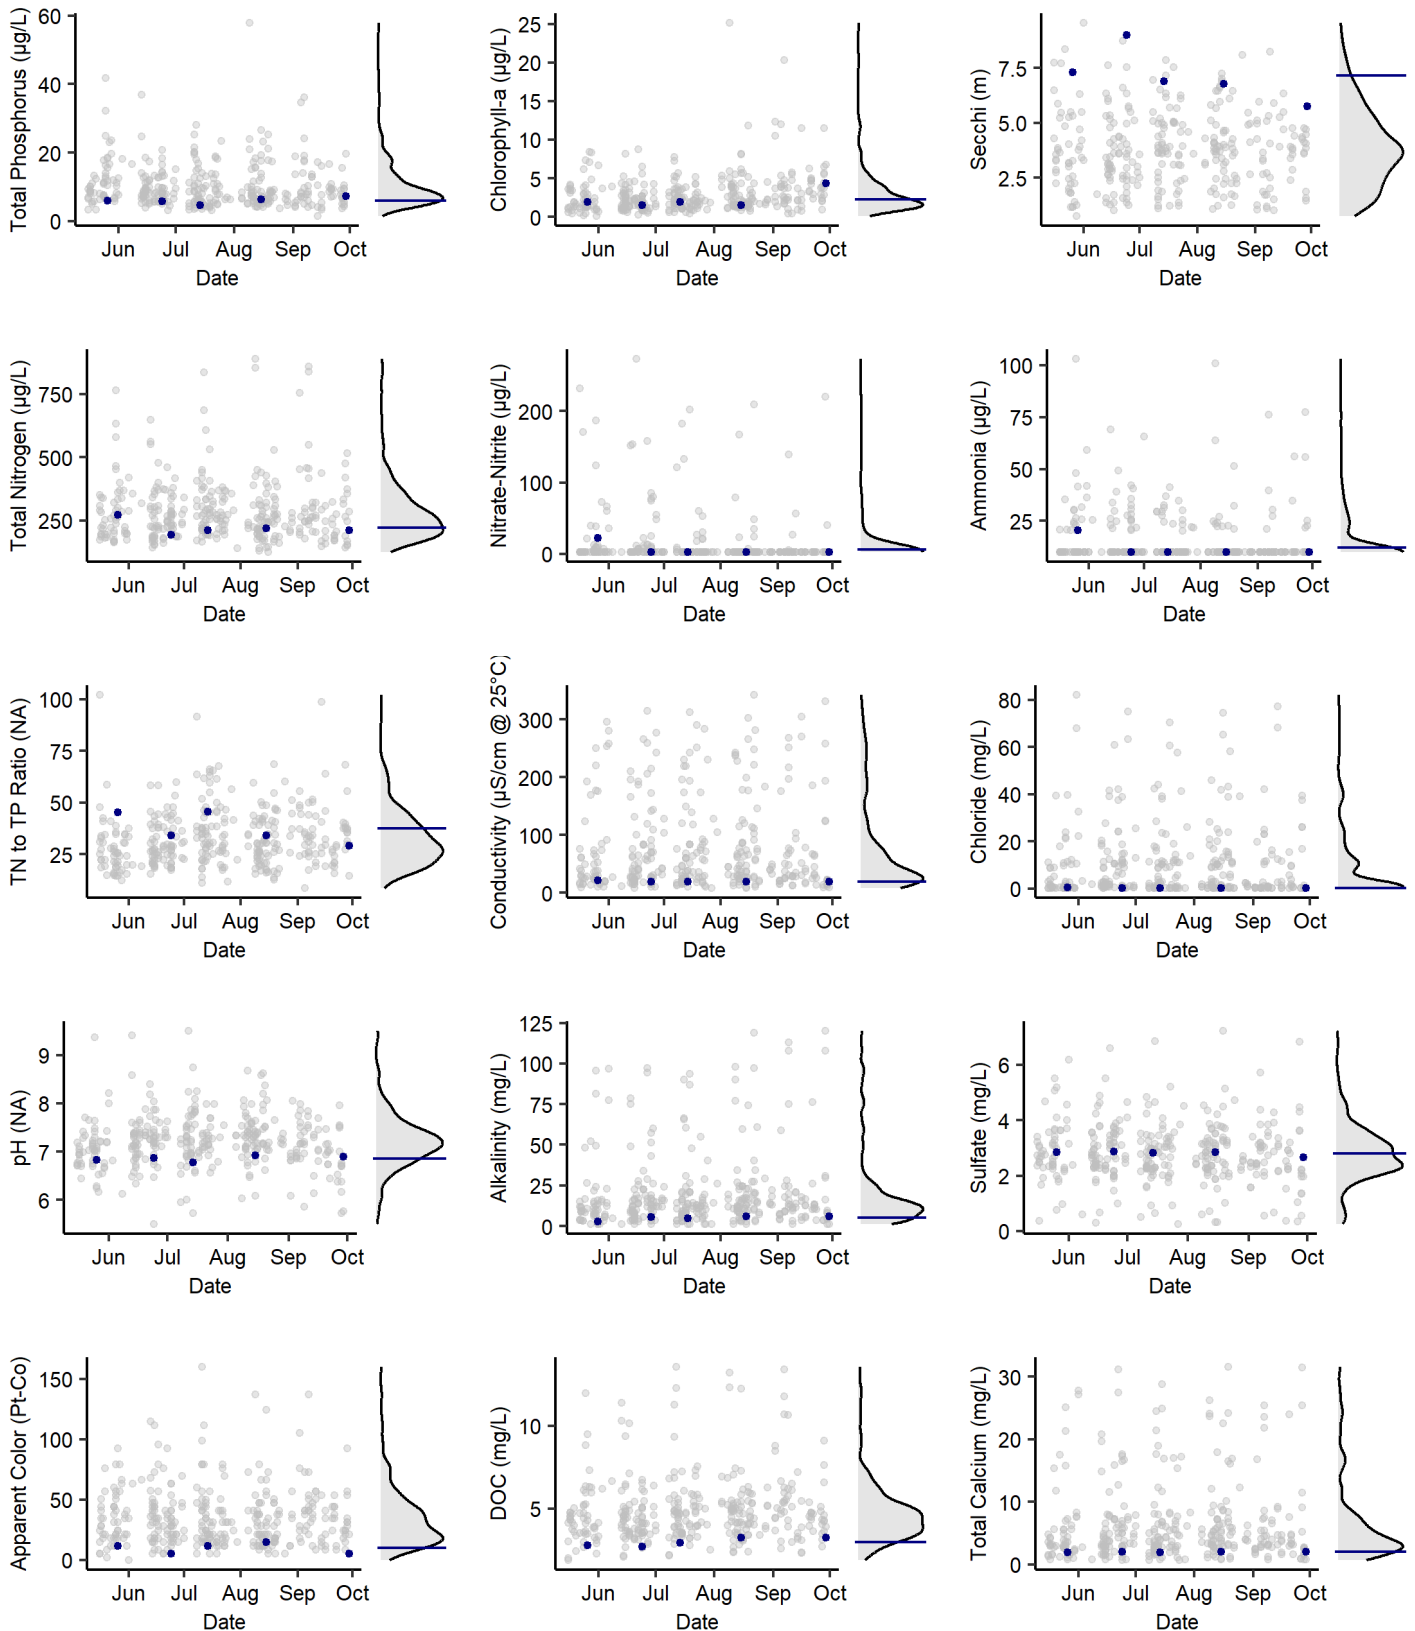 Total Phosphorus (µg/L)
60
40
20
0
Jun Jul Aug Sep Oct
Date
Chlorophyll-a (µg/L)
25
20
15
10
5
0
Jun Jul Aug Sep Oct
Date
Secchi (m)
7.5
5.0
2.5
Jun Jul Aug Sep Oct
Date
Total Nitrogen (µg/L)
750
500
250
Jun Jul Aug Sep Oct
Date
Nitrate-Nitrite (µg/L)
200
100
0
Jun Jul Aug Sep Oct
Date
Ammonia (µg/L)
100
75
50
25
Jun Jul Aug Sep Oct
Date
TN to TP Ratio (NA)
100
75
50
25
Jun Jul Aug Sep Oct
Date
Conductivity (µS/cm @ 25°C)
300
200
100
0
Jun Jul Aug Sep Oct
Date
Chloride (mg/L)
80
60
40
20
0
Jun Jul Aug Sep Oct
Date
pH (NA)
9
8
7
6
Jun Jul Aug Sep Oct
Date
Alkalinity (mg/L)
125
100
75
50
25
0
Jun Jul Aug Sep Oct
Date
Sulfate (mg/L)
6
4
2
0
Jun Jul Aug Sep Oct
Date
Apparent Color (Pt-Co)
150
100
50
0
Jun Jul Aug Sep Oct
Date
DOC (mg/L)
10
5
Jun Jul Aug Sep Oct
Date
Total Calcium (mg/L)
30
20
10
0
Jun Jul Aug Sep Oct
Date